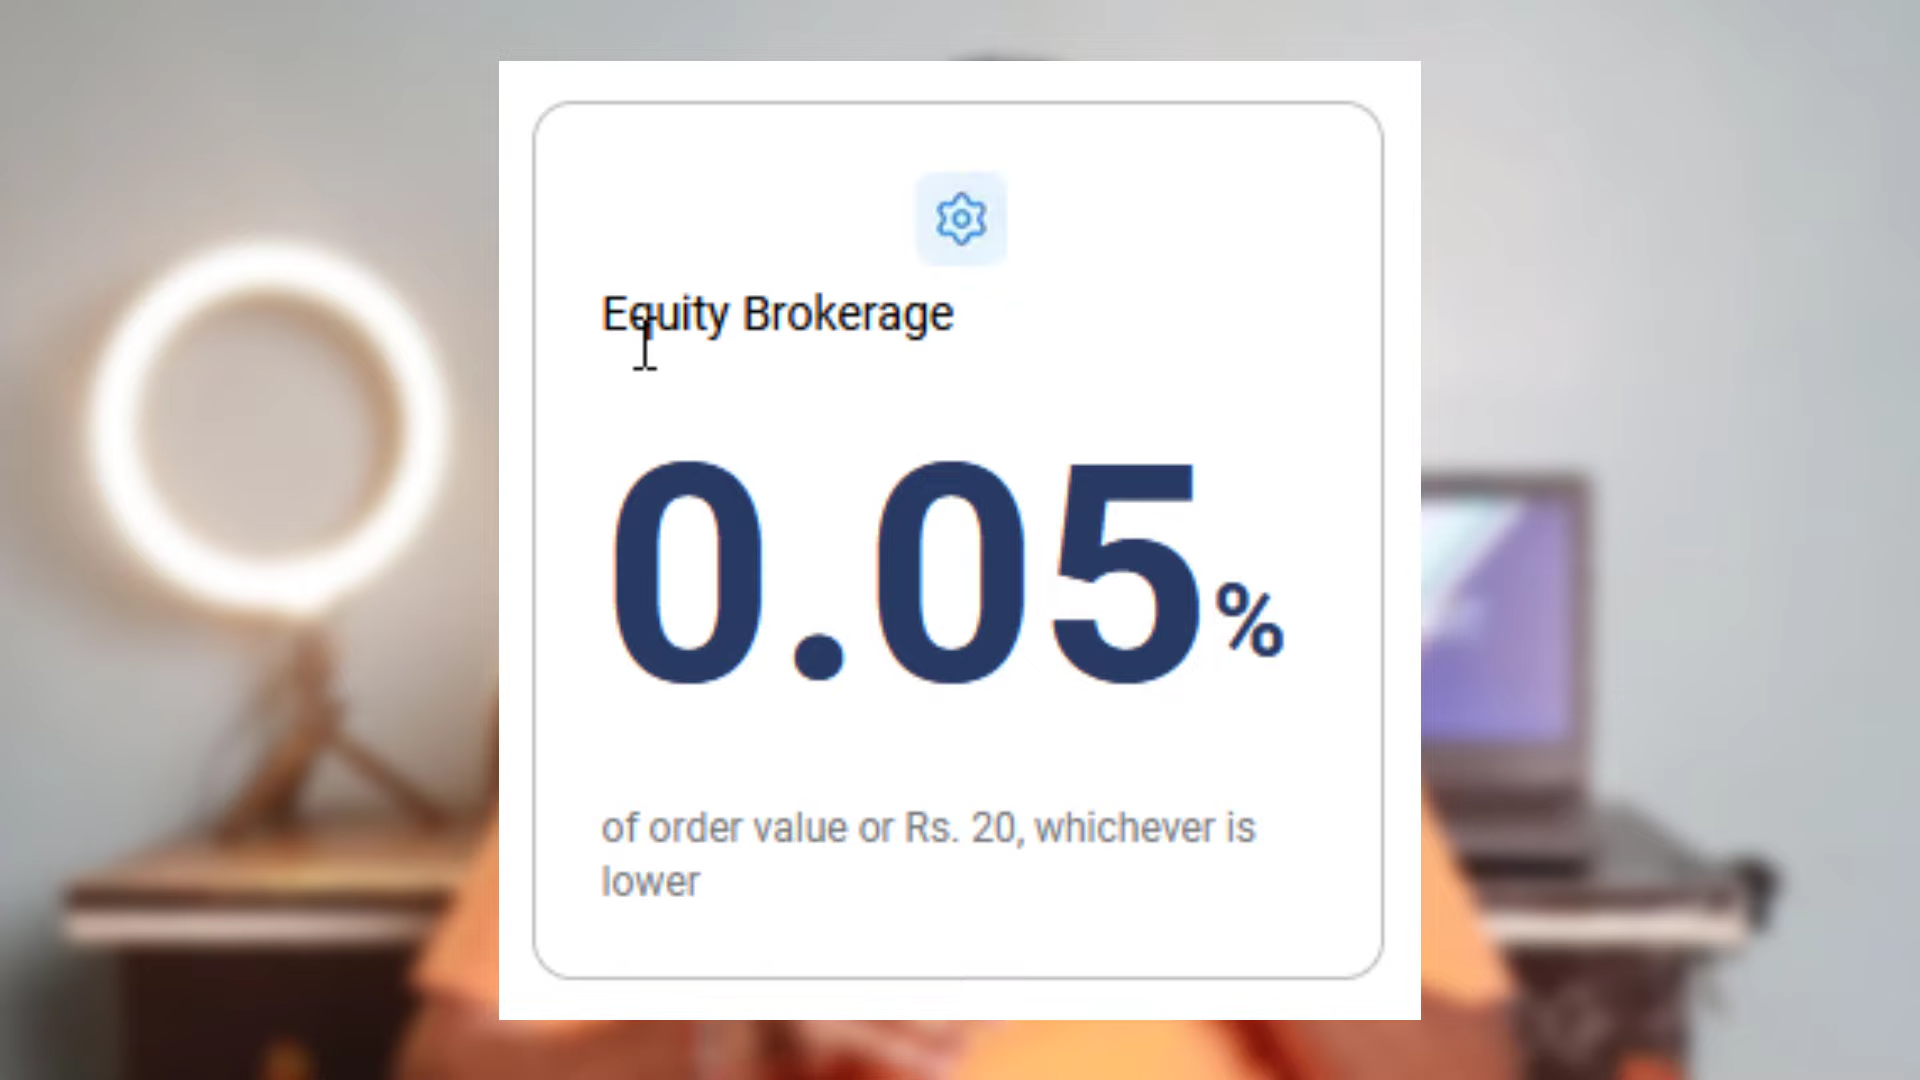 Equity Brokerage
0.05%
of order value or Rs. 20, whichever is
lower